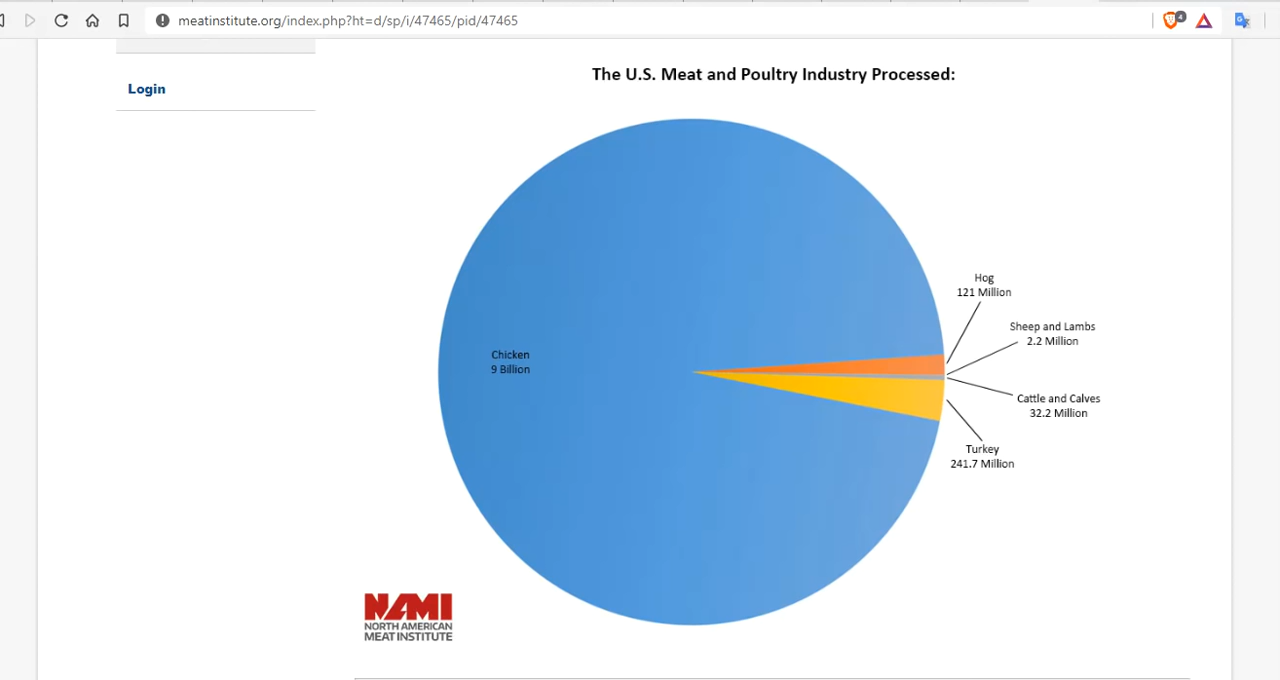 meatinstitute.org/index.php?ht=d/sp/i/47465/pid/47465
4
Login
The U.S. Meat and Poultry Industry Processed:
Hog
121 Million
Sheep and Lambs
2.2 Million
Chicken
9 Billion
Cattle and Calves
32.2 Million
Turkey
241.7 Million
NAMI
NORTH AMERICAN
MEAT INSTITUTE